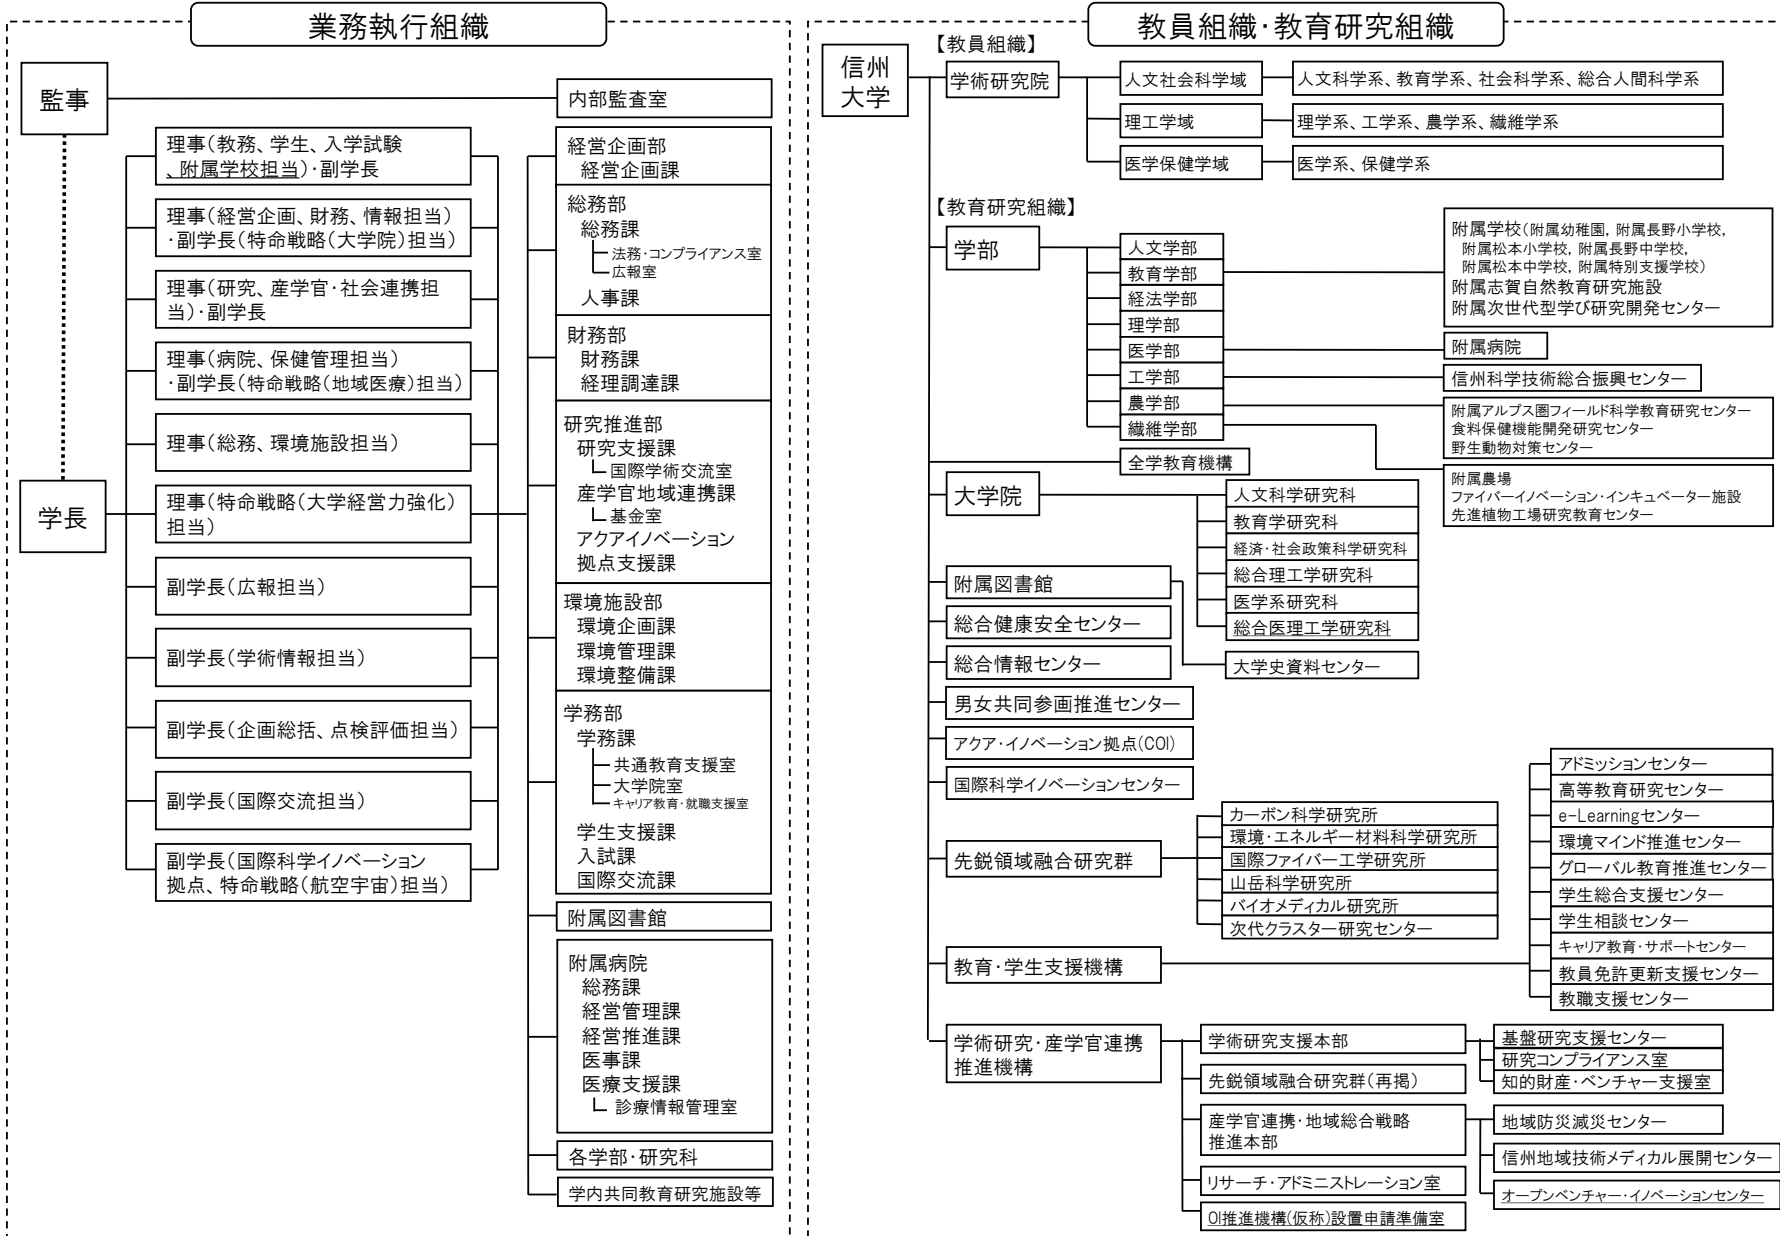 業務執行組織
監事
内部監査室
学長
理事(教務、学生、入学試験
、附属学校担当)・副学長
理事(経営企画、財務、情報担当)
・副学長(特命戦略(大学院)担当)
理事(研究、産学官・社会連携担
当)・副学長
理事(病院、保健管理担当)
・副学長(特命戦略(地域医療)担当)
理事(総務、環境施設担当)
理事(特命戦略(大学経営力強化)
担当)
副学長(広報担当)
副学長(学術情報担当)
副学長(企画総括、点検評価担当)
副学長(国際交流担当)
副学長(国際科学イノベーション
拠点、特命戦略(航空宇宙)担当)
経営企画部
経営企画課
総務部
総務課
法務・コンプライアンス室
広報室
人事課
財務部
財務課
経理調達課
研究推進部
研究支援課
国際学術交流室
産学官地域連携課
基金室
アクアイノベーション
拠点支援課
環境施設部
環境企画課
環境管理課
環境整備課
学務部
学務課
共通教育支援室
大学院室
キャリア教育・就職支援室
学生支援課
入試課
国際交流課
附属図書館
附属病院
総務課
経営管理課
経営推進課
医事課
医療支援課
診療情報管理室
各学部・研究科
学内共同教育研究施設等
教員組織・教育研究組織
信州
大学
【教員組織】
学術研究院
人文社会科学域
人文科学系、教育学系、社会科学系、総合人間科学系
理工学域
理学系、工学系、農学系、繊維学系
医学保健学域
医学系、保健学系
【教育研究組織】
学部
人文学部
教育学部
経法学部
理学部
医学部
工学部
農学部
繊維学部
附属学校(附属幼稚園, 附属長野小学校,
附属松本小学校, 附属長野中学校,
附属松本中学校, 附属特別支援学校)
附属志賀自然教育研究施設
附属次世代型学び研究開発センター
附属病院
信州科学技術総合振興センター
附属アルプス圏フィールド科学教育研究センター
食料保健機能開発研究センター
野生動物対策センター
附属農場
ファイバーイノベーション・インキュベーター施設
先進植物工場研究教育センター
全学教育機構
大学院
人文科学研究科
教育学研究科
経済・社会政策科学研究科
総合理工学研究科
医学系研究科
総合医理工学研究科
附属図書館
大学史資料センター
総合健康安全センター
総合情報センター
男女共同参画推進センター
アクア・イノベーション拠点(COI)
国際科学イノベーションセンター
先鋭領域融合研究群
カーボン科学研究所
環境・エネルギー材料科学研究所
国際ファイバー工学研究所
山岳科学研究所
バイオメディカル研究所
次代クラスター研究センター
教育・学生支援機構
アドミッションセンター
高等教育研究センター
e-Learningセンター
環境マインド推進センター
グローバル教育推進センター
学生総合支援センター
学生相談センター
キャリア教育・サポートセンター
教員免許更新支援センター
教職支援センター
学術研究・産学官連携
推進機構
学術研究支援本部
基盤研究支援センター
研究コンプライアンス室
知的財産・ベンチャー支援室
先鋭領域融合研究群(再掲)
産学官連携・地域総合戦略
推進本部
地域防災減災センター
信州地域技術メディカル展開センター
オープンベンチャー・イノベーションセンター
リサーチ・アドミニストレーション室
OI推進機構(仮称)設置申請準備室